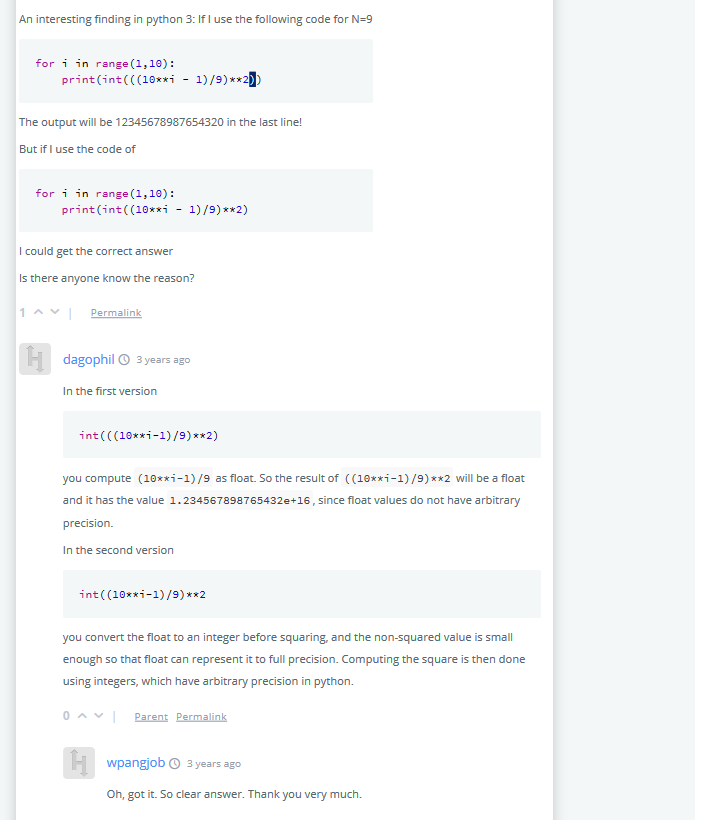 An interesting finding in python 3: If I use the following code for N=9
for i in range(1,10):
    print(int(((10**i - 1)/9)**2))
The output will be 12345678987654320 in the last line!
But if I use the code of
for i in range(1,10):
    print(int((10**i - 1)/9)**2)
I could get the correct answer
Is there anyone know the reason?
1 | Permalink
dagophil 3 years ago
In the first version
int(((10**i-1)/9)**2)
you compute (10**i-1)/9 as float. So the result of ((10**i-1)/9)**2 will be a float
and it has the value 1.234567898765432e+16, since float values do not have arbitrary
precision.
In the second version
int((10**i-1)/9)**2
you convert the float to an integer before squaring, and the non-squared value is small
enough so that float can represent it to full precision. Computing the square is then done
using integers, which have arbitrary precision in python.
0 | Parent Permalink
wpangjob 3 years ago
Oh, got it. So clear answer. Thank you very much.